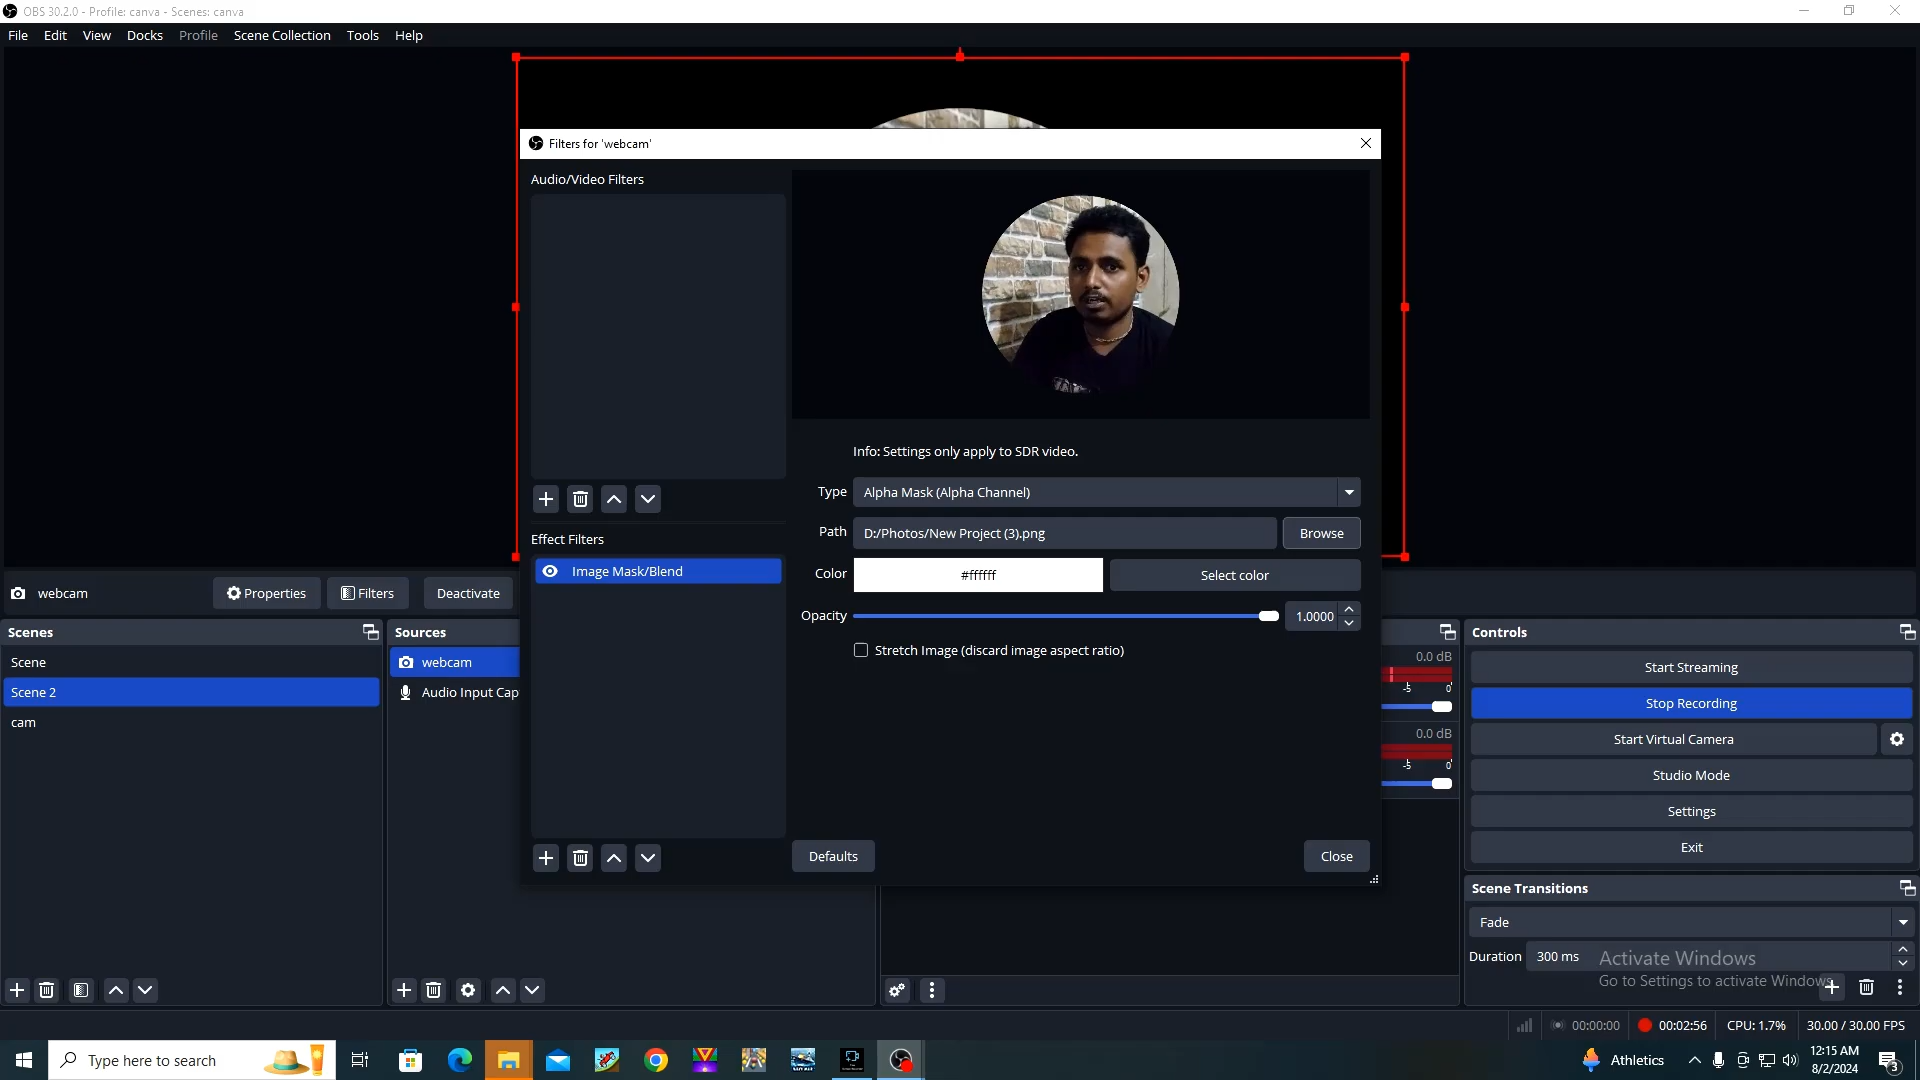 OBS 30.2.0 - Profile: canva - Scenes: canva
File Edit View Docks Profile Scene Collection Tools Help
Filters for 'webcam'
Audio/Video Filters
Info: Settings only apply to SDR video.
Type Alpha Mask (Alpha Channel)
Path D:/Photos/New Project (3).png Browse
Effect Filters
Color #ffffff Select color
Image Mask/Blend
Opacity 1.0000
Stretch Image (discard image aspect ratio)
Defaults Close
webcam Properties Filters Deactivate
Scenes
Scene
Scene 2
cam
Sources
webcam
Audio Input Cap
0.0 dB
-5 0
0.0 dB
-5 0
Controls
Start Streaming
Stop Recording
Start Virtual Camera
Studio Mode
Settings
Exit
Scene Transitions
Fade
Duration 300 ms
Activate Windows
Go to Settings to activate Windows
00:00:00 00:02:56 CPU: 1.7% 30.00 / 30.00 FPS
Type here to search
Athletics
12:15 AM
8/2/2024
3